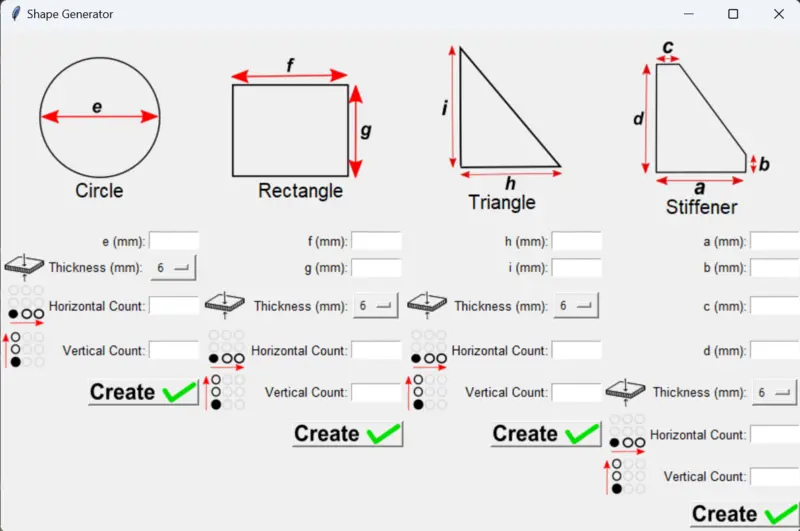 Shape Generator
e
Circle
f
g
Rectangle
i
h
Triangle
c
d
b
a
Stiffener
e (mm):
Thickness (mm): 6
Horizontal Count:
Vertical Count:
Create
f (mm):
g (mm):
Thickness (mm): 6
Horizontal Count:
Vertical Count:
Create
h (mm):
i (mm):
Thickness (mm): 6
Horizontal Count:
Vertical Count:
Create
a (mm):
b (mm):
c (mm):
d (mm):
Thickness (mm): 6
Horizontal Count:
Vertical Count:
Create